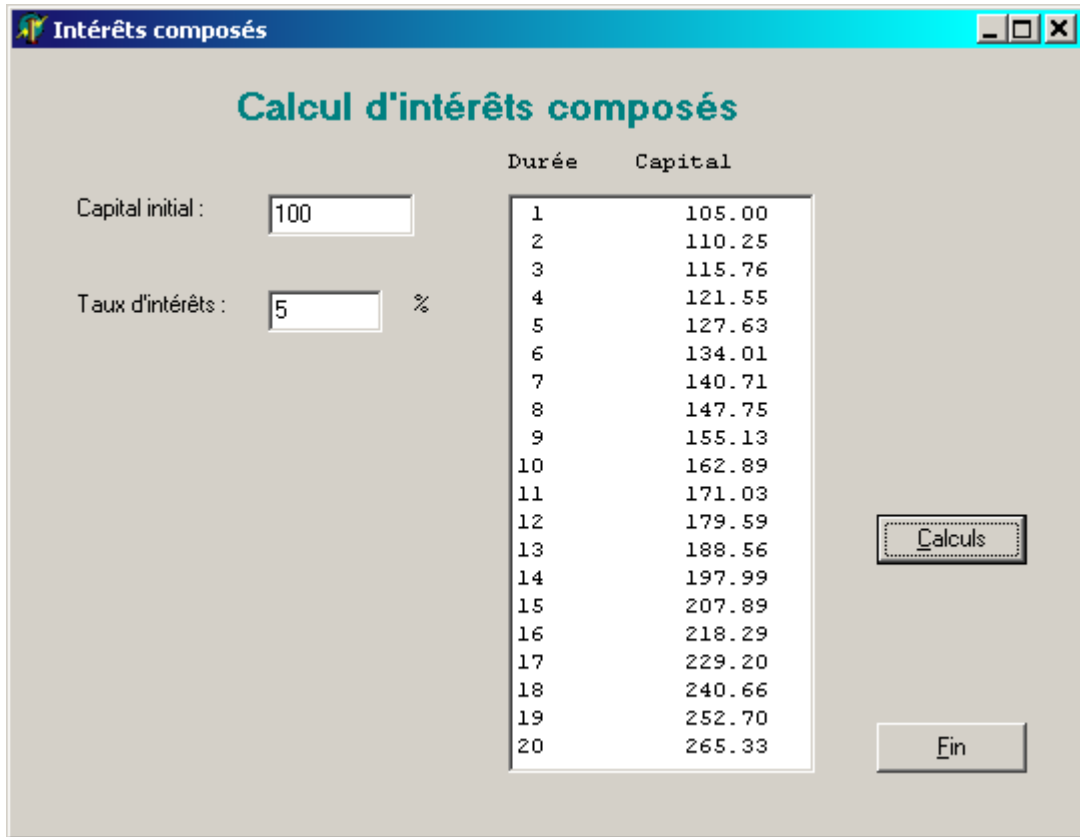 Intérêts composés
Calcul d'intérêts composés
Durée Capital
Capital initial : 100
Taux d'intérêts : 5 %
1 105.00
2 110.25
3 115.76
4 121.55
5 127.63
6 134.01
7 140.71
8 147.75
9 155.13
10 162.89
11 171.03
12 179.59
13 188.56
14 197.99
15 207.89
16 218.29
17 229.20
18 240.66
19 252.70
20 265.33
Calculs
Fin